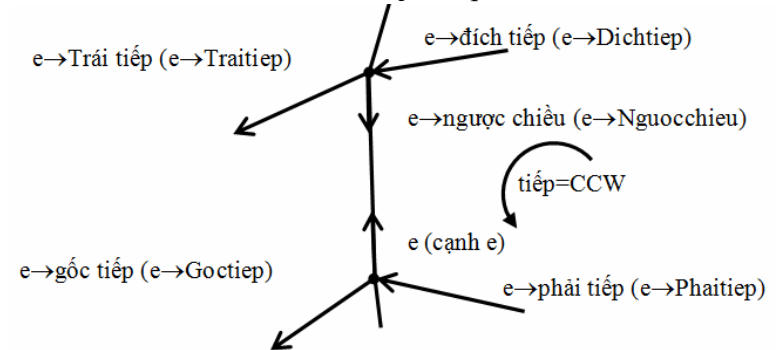 e→đích tiếp (e→Dichtiep)
e→Trái tiếp (e→Traitiep)
e→ngược chiều (e→Nguocchieu)
tiếp=CCW
e (cạnh e)
e→gốc tiếp (e→Goctiep)
e→phải tiếp (e→Phaitiep)